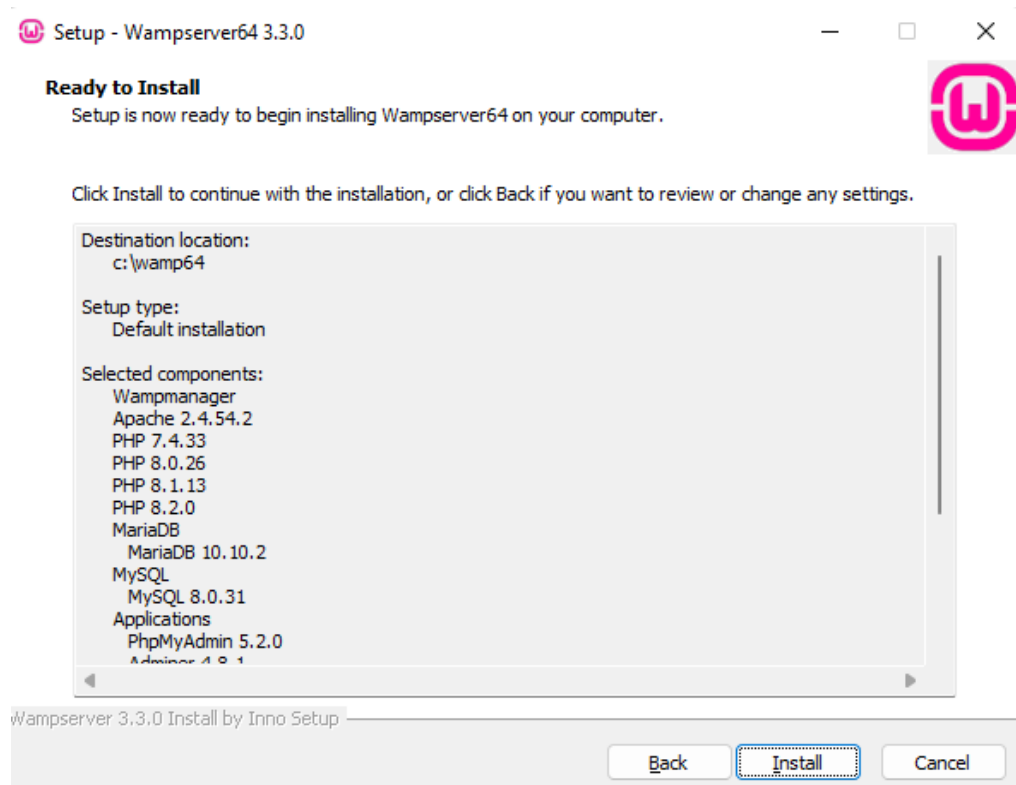 Setup - Wampserver64 3.3.0
Ready to Install
Setup is now ready to begin installing Wampserver64 on your computer.
Click Install to continue with the installation, or click Back if you want to review or change any settings.
Destination location:
c:\wamp64
Setup type:
Default installation
Selected components:
Wampmanager
Apache 2.4.54.2
PHP 7.4.33
PHP 8.0.26
PHP 8.1.13
PHP 8.2.0
MariaDB
MariaDB 10.10.2
MySQL
MySQL 8.0.31
Applications
PhpMyAdmin 5.2.0
Adminer 4.8.1
Wampserver 3.3.0 Install by Inno Setup
Back
Install
Cancel